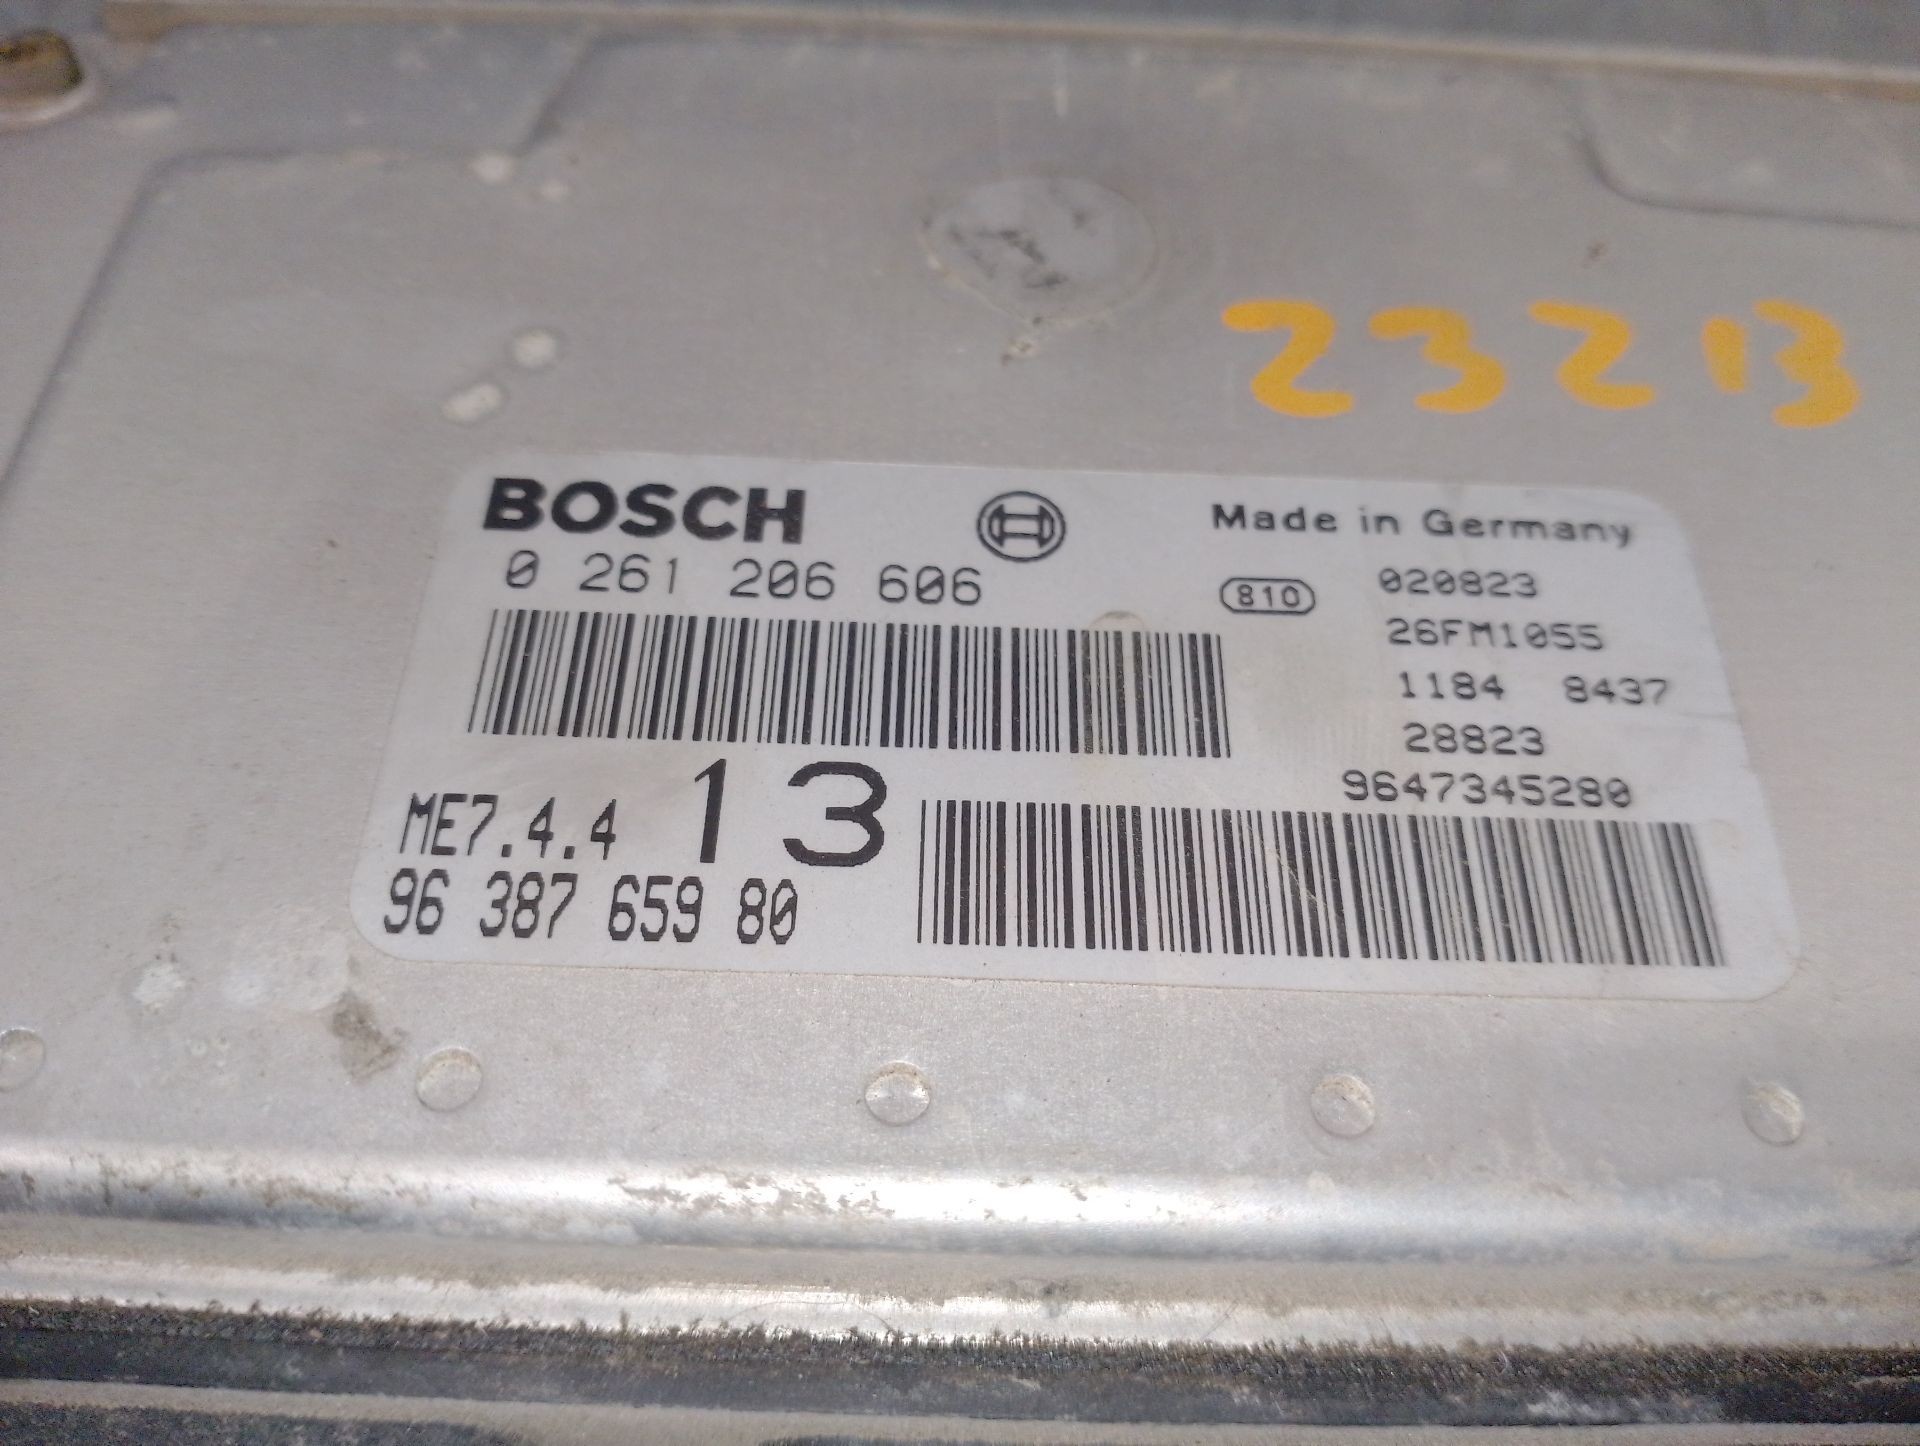 23213
BOSCH
Made in Germany
0 261 206 606
810
020823
26FM1055
1184 8437
28823
9647345280
ME7.4.4
13
96 387 659 80